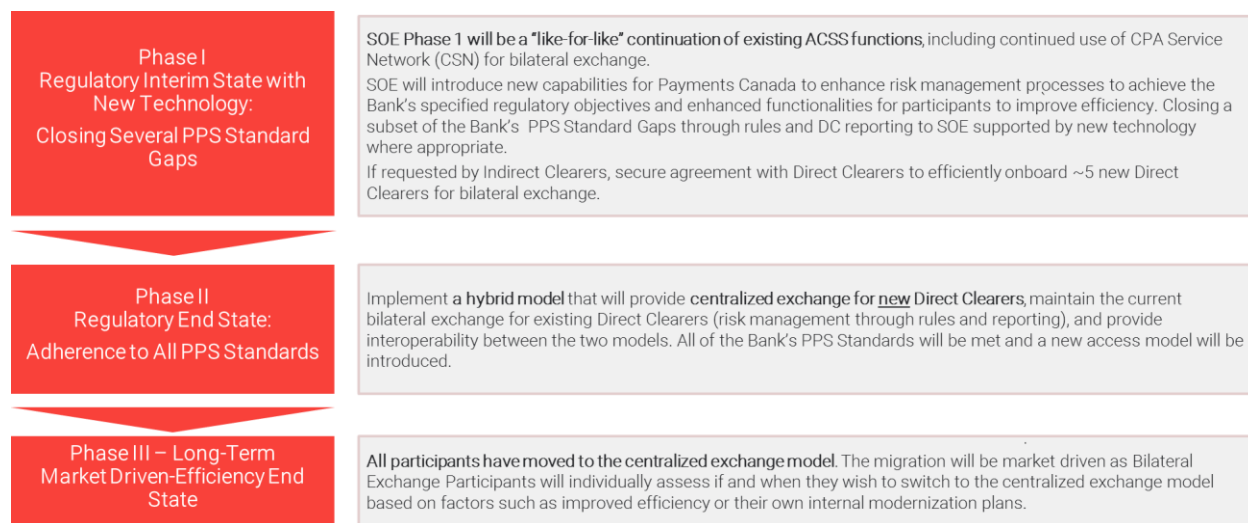 Phase I
Regulatory Interim State with
New Technology:
Closing Several PPS Standard
Gaps
SOE Phase 1 will be a "like-for-like" continuation of existing ACSS functions, including continued use of CPA Service
Network (CSN) for bilateral exchange.
SOE will introduce new capabilities for Payments Canada to enhance risk management processes to achieve the
Bank's specified regulatory objectives and enhanced functionalities for participants to improve efficiency. Closing a
subset of the Bank's PPS Standard Gaps through rules and DC reporting to SOE supported by new technology
where appropriate.
If requested by Indirect Clearers, secure agreement with Direct Clearers to efficiently onboard ~5 new Direct
Clearers for bilateral exchange.
Phase II
Regulatory End State:
Adherence to All PPS Standards
Implement a hybrid model that will provide centralized exchange for new Direct Clearers, maintain the current
bilateral exchange for existing Direct Clearers (risk management through rules and reporting), and provide
interoperability between the two models. All of the Bank's PPS Standards will be met and a new access model will be
introduced.
Phase III – Long-Term
Market Driven-Efficiency End
State
All participants have moved to the centralized exchange model. The migration will be market driven as Bilateral
Exchange Participants will individually assess if and when they wish to switch to the centralized exchange model
based on factors such as improved efficiency or their own internal modernization plans.